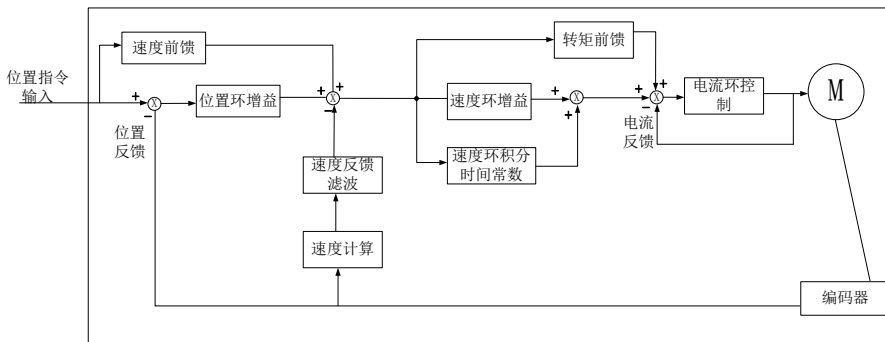 速度前馈
转矩前馈
位置指令
输入
+
−
位置
反馈
位置环增益
+
+
−
速度环增益
+
+
速度环积分
时间常数
+
+
−
电流
反馈
电流环控
制
M
速度反馈
滤波
速度计算
编码器